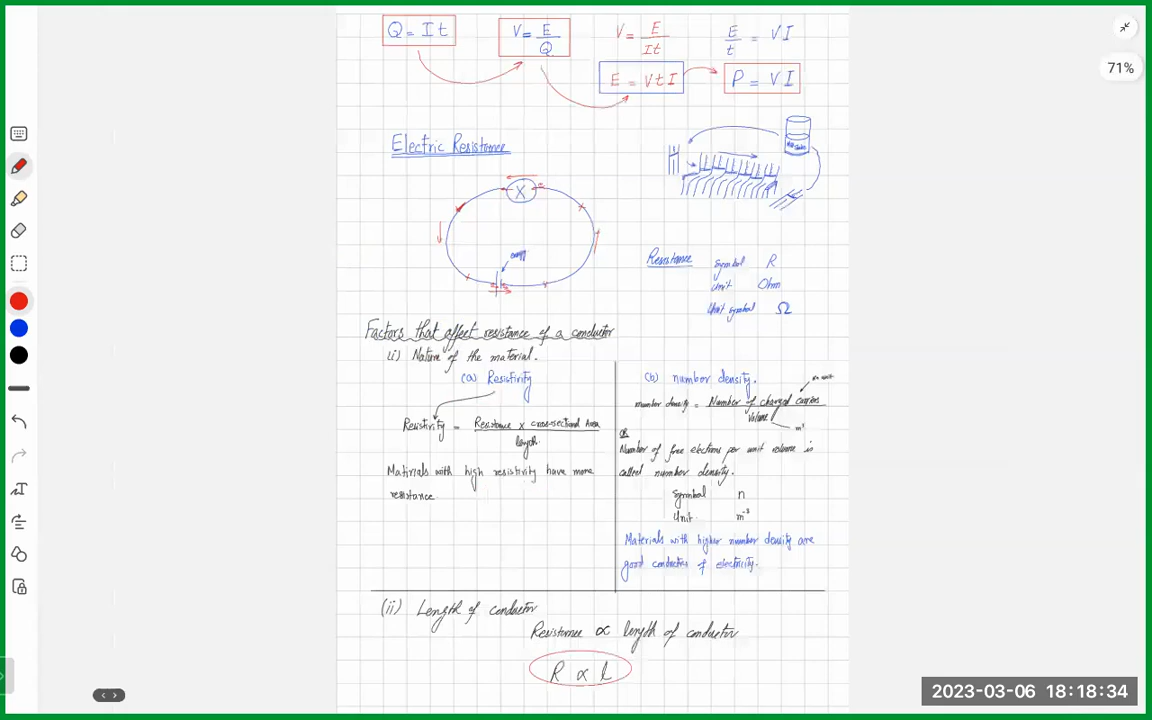 Q = It
V = E/Q
V = E/It
E/t = VI
E = VtI
P = VI
Electric Resistance
X
Resistance
Symbol R
Unit Ohm
Unit symbol Ω
Factors that affect resistance of a conductor
(i) Nature of the material.
(a) Resistivity
Resistivity = Resistance x cross-sectional Area
length.
Materials with high resistivity have more
resistance
(b) number density.
no unit
number density = Number of charged carriers
Volume
m³
OR
Number of free electrons per unit volume is
called number density.
Symbol n
Unit. m⁻³
Materials with higher number density are
good conductors of electricity.
(ii) Length of conductor
Resistance ∝ length of conductor
R ∝ l
71%
2023-03-06 18:18:34